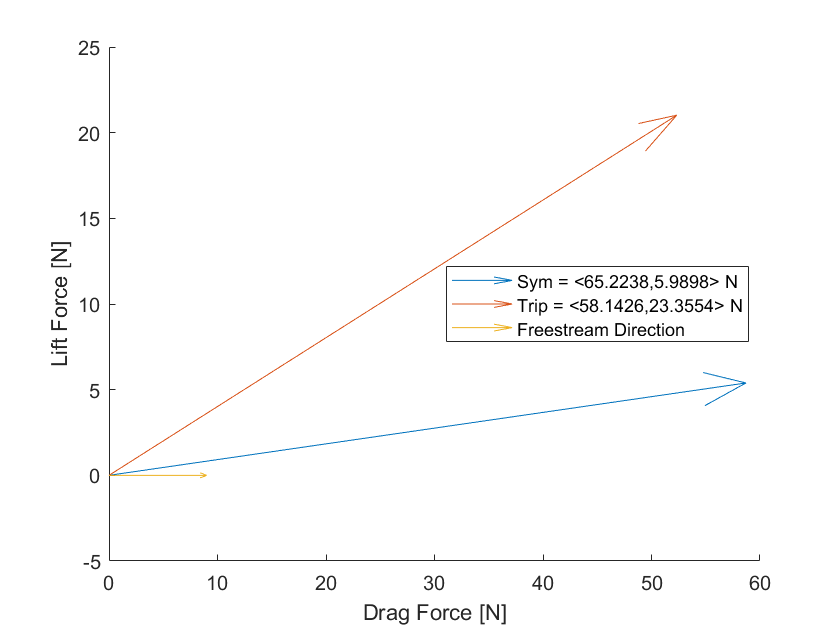 25
20
15
10
5
0
-5
Lift Force [N]
Sym = <65.2238,5.9898> N
Trip = <58.1426,23.3554> N
Freestream Direction
0 10 20 30 40 50 60
Drag Force [N]